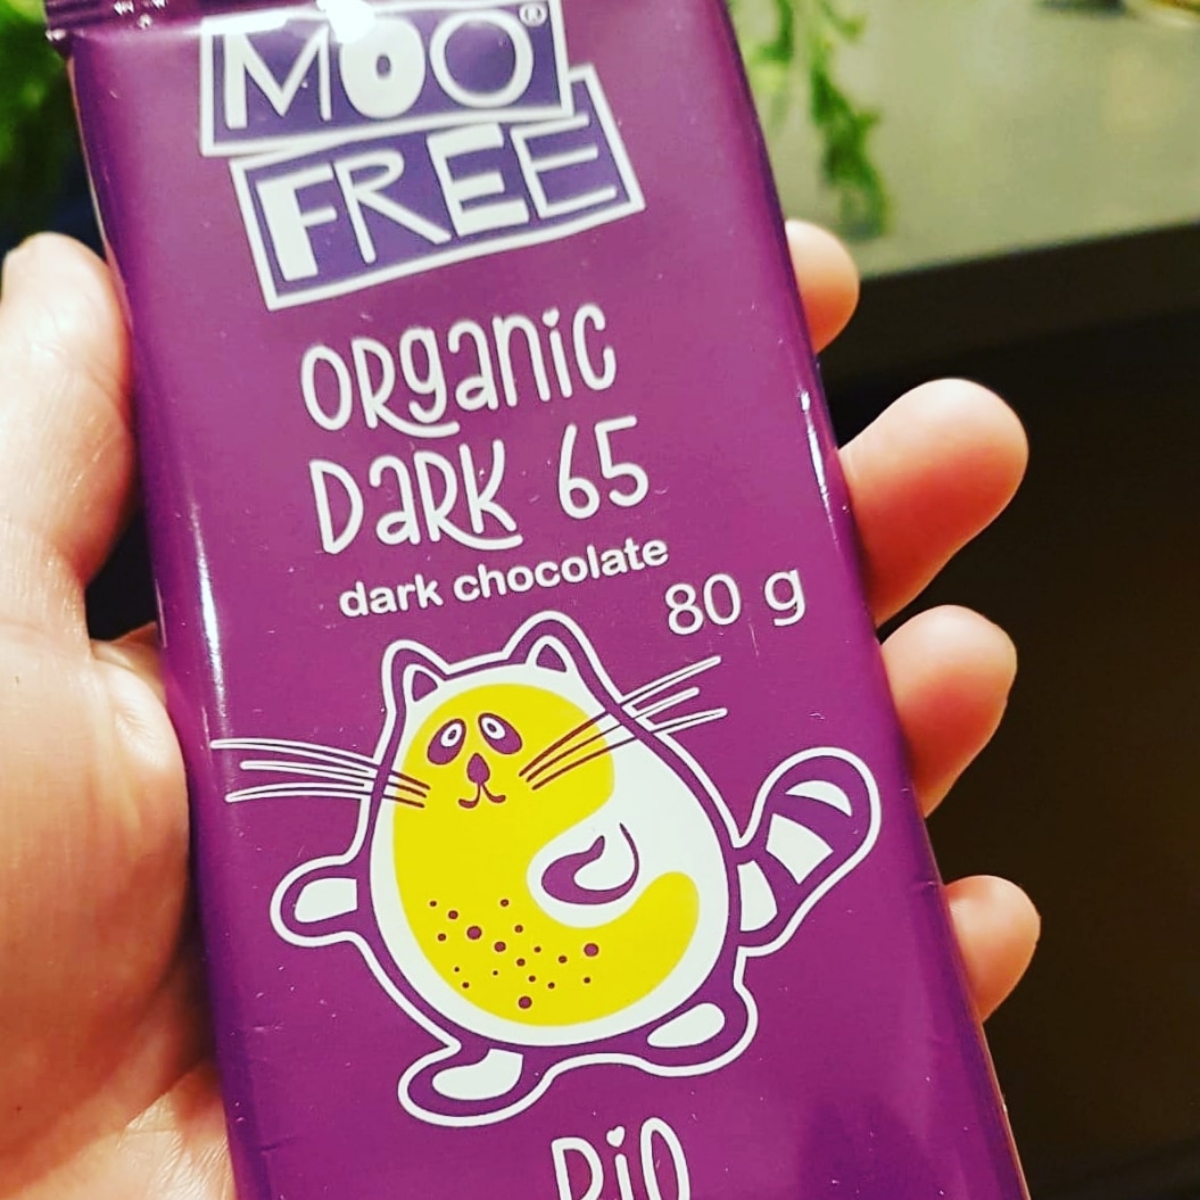 MOO®
FREE
ORganic
DaRK 65
dark chocolate
80 g